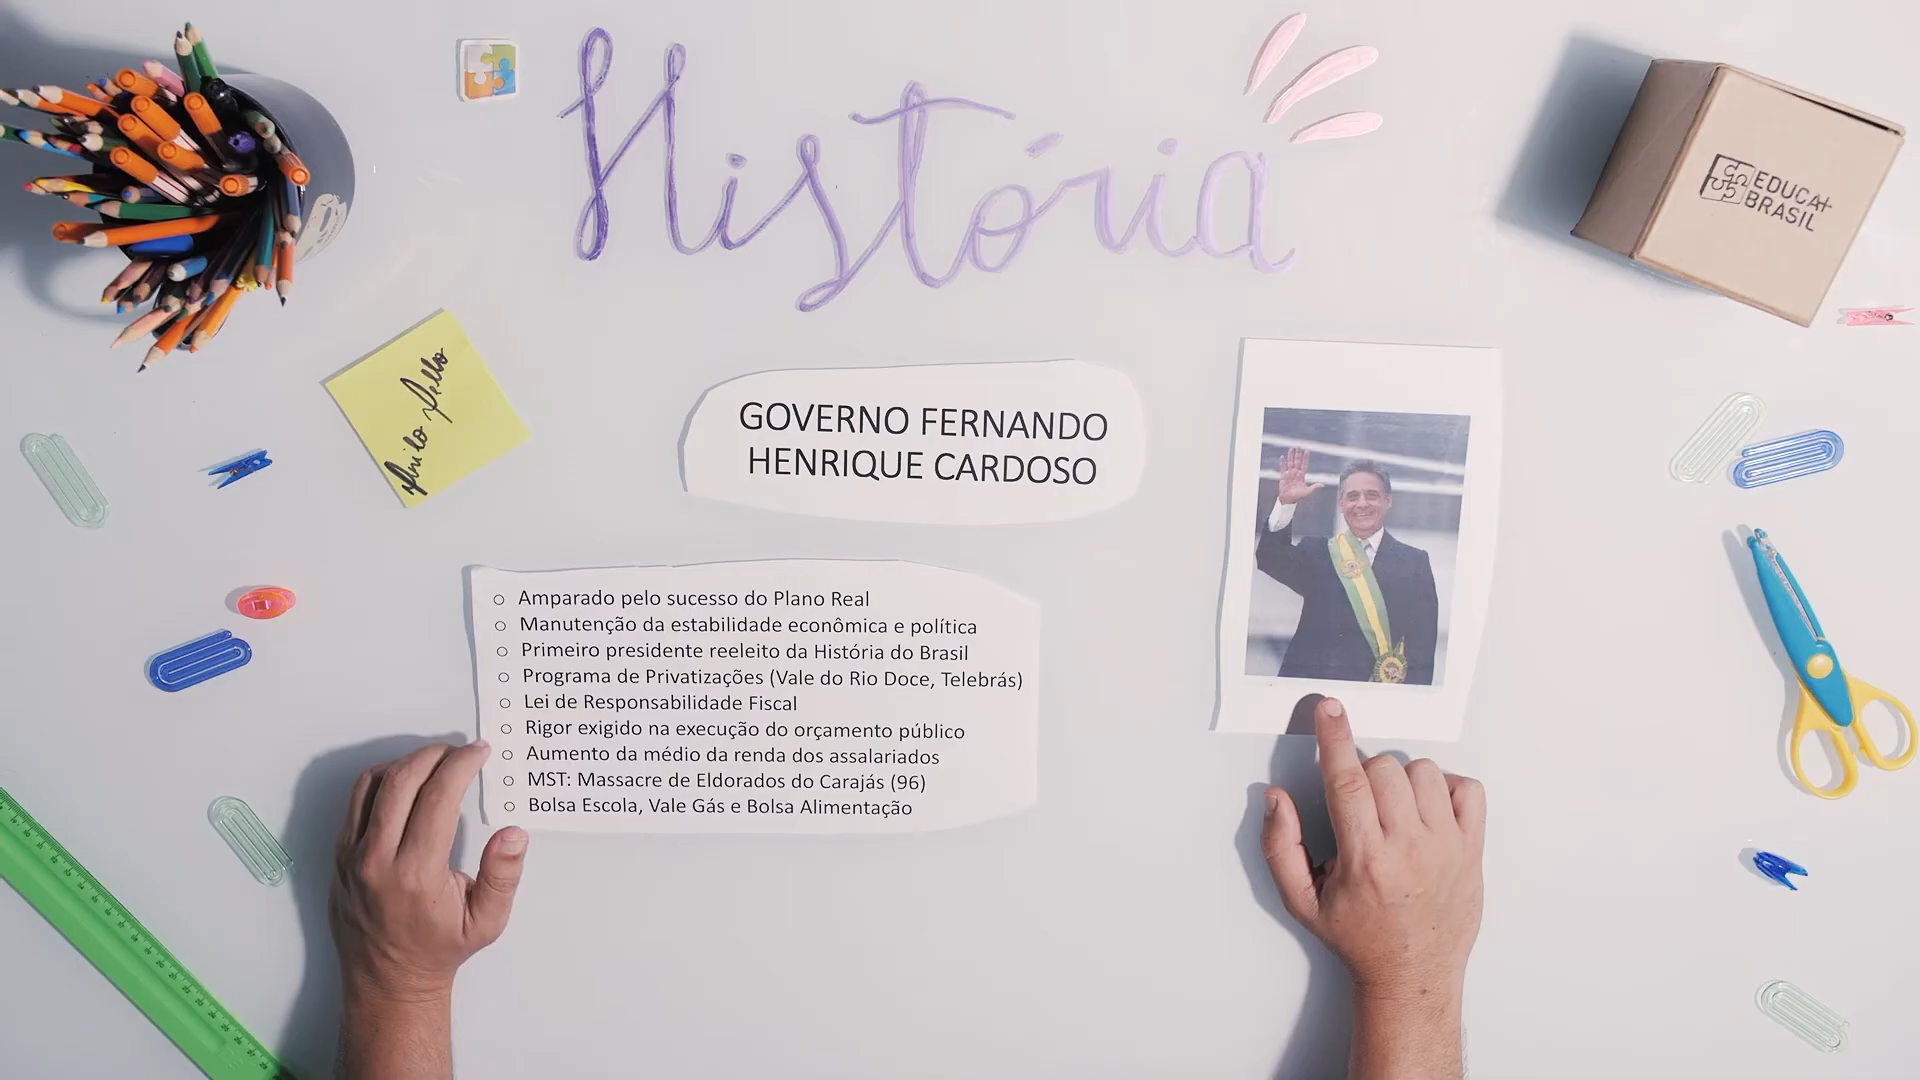 História
EDUCA+
BRASIL
GOVERNO FERNANDO
HENRIQUE CARDOSO
○ Amparado pelo sucesso do Plano Real
○ Manutenção da estabilidade econômica e política
○ Primeiro presidente reeleito da História do Brasil
○ Programa de Privatizações (Vale do Rio Doce, Telebrás)
○ Lei de Responsabilidade Fiscal
○ Rigor exigido na execução do orçamento público
○ Aumento da médio da renda dos assalariados
○ MST: Massacre de Eldorados do Carajás (96)
○ Bolsa Escola, Vale Gás e Bolsa Alimentação